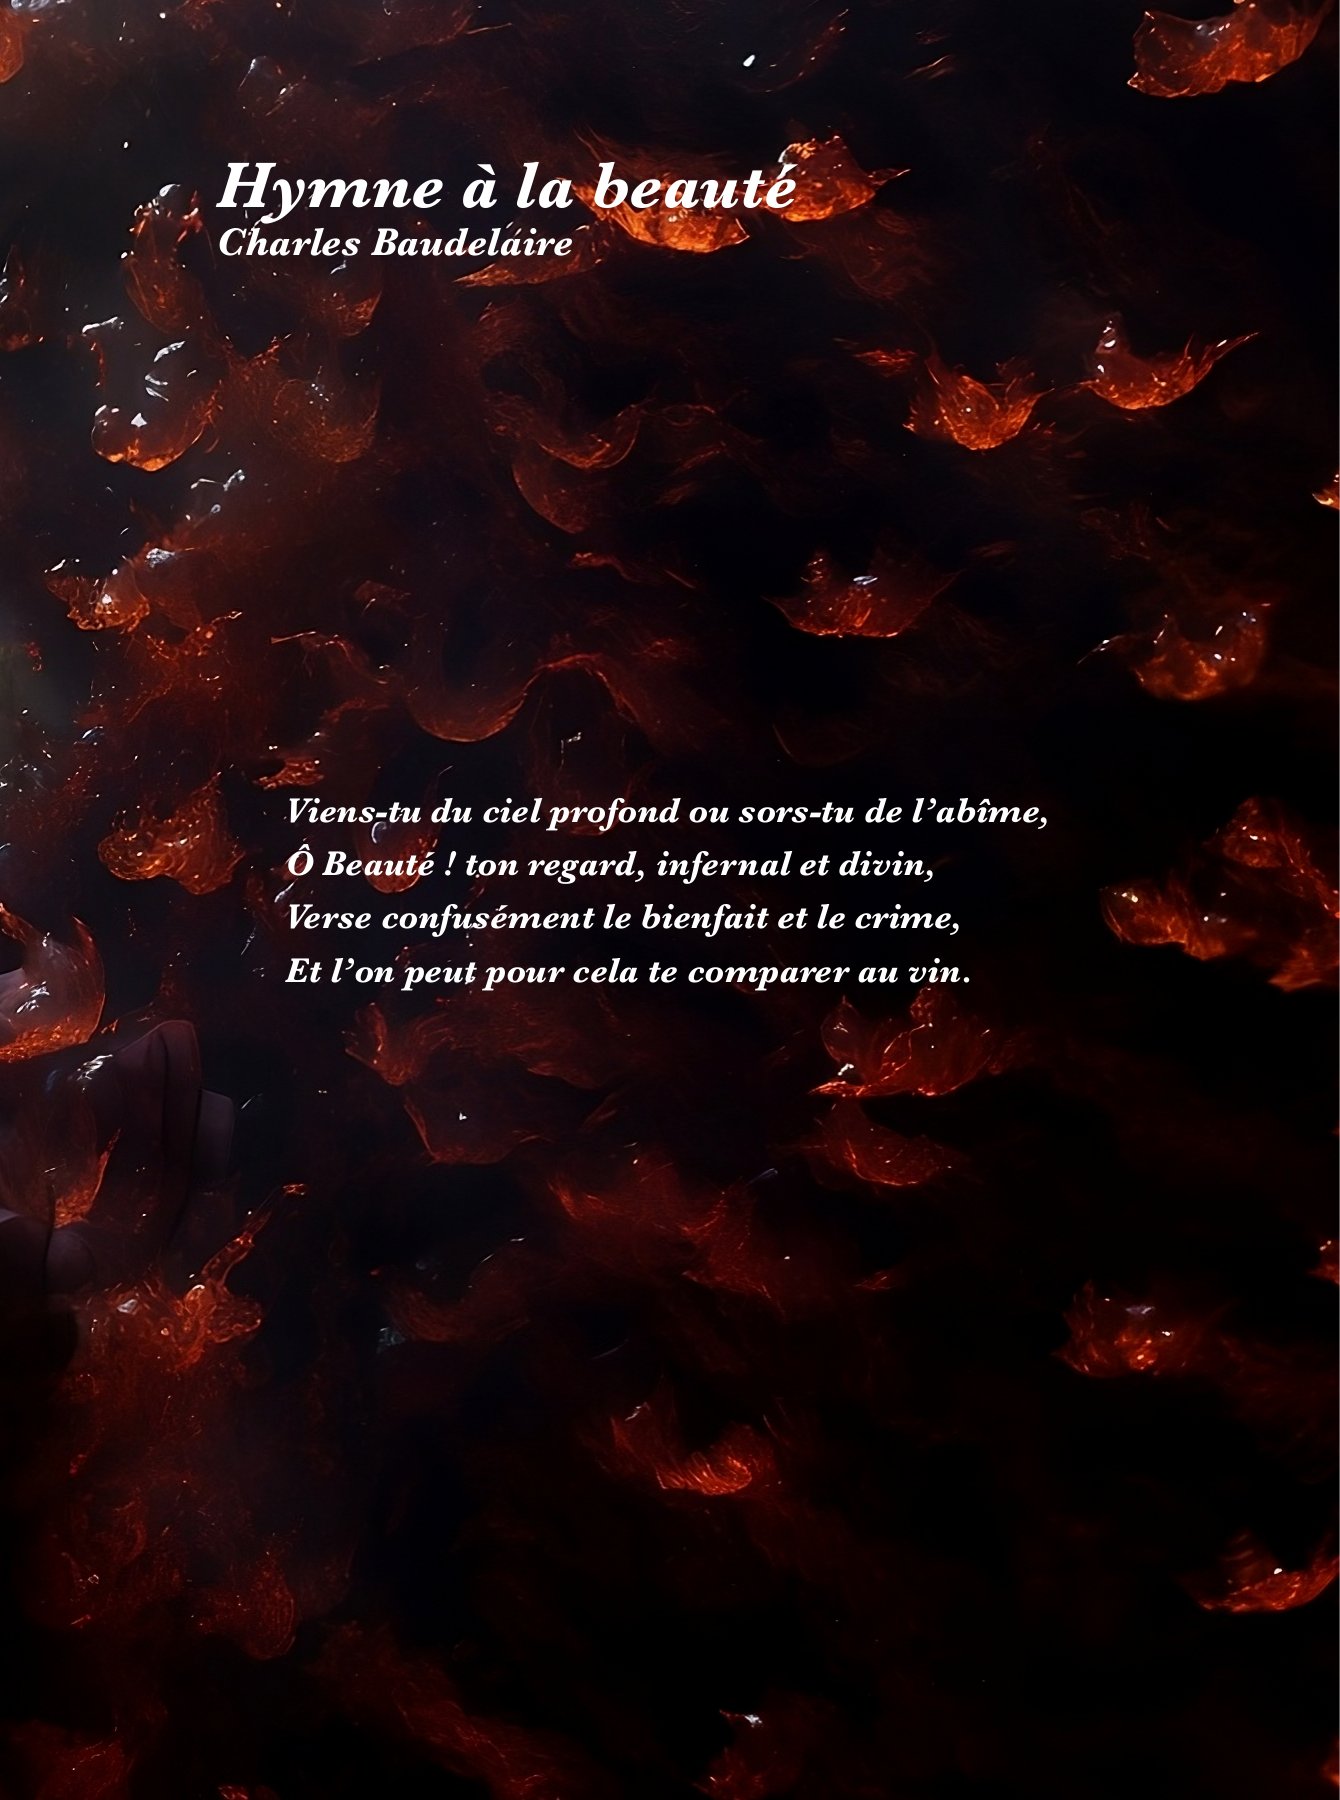 Hymne à la beauté
Charles Baudelaire
Viens-tu du ciel profond ou sors-tu de l’abîme,
Ô Beauté ! ton regard, infernal et divin,
Verse confusément le bienfait et le crime,
Et l’on peut pour cela te comparer au vin.